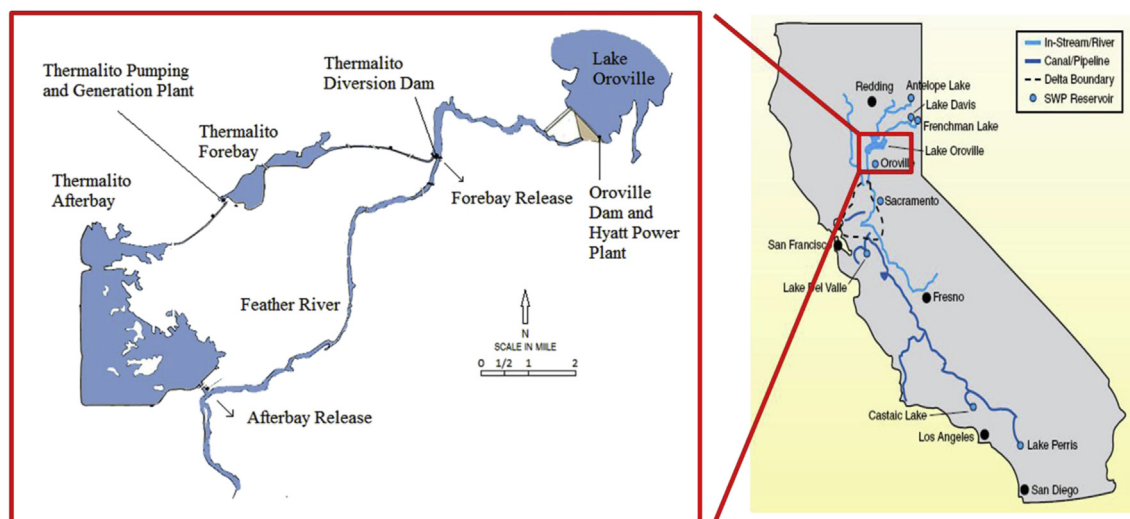 Thermalito Pumping
and Generation Plant
Thermalito
Forebay
Thermalito
Afterbay
Thermalito
Diversion Dam
Lake
Oroville
Forebay Release
Oroville
Dam and
Hyatt Power
Plant
Feather River
Afterbay Release
N
SCALE IN MIILE
0 1/2 1 2
In-Stream/River
Canal/Pipeline
Delta Boundary
SWP Reservoir
Redding
Antelope Lake
Lake Davis
Frenchman Lake
Lake Oroville
Oroville
Sacramento
San Francisco
Lake Del Valle
Fresno
Castaic Lake
Los Angeles
Lake Perris
San Diego